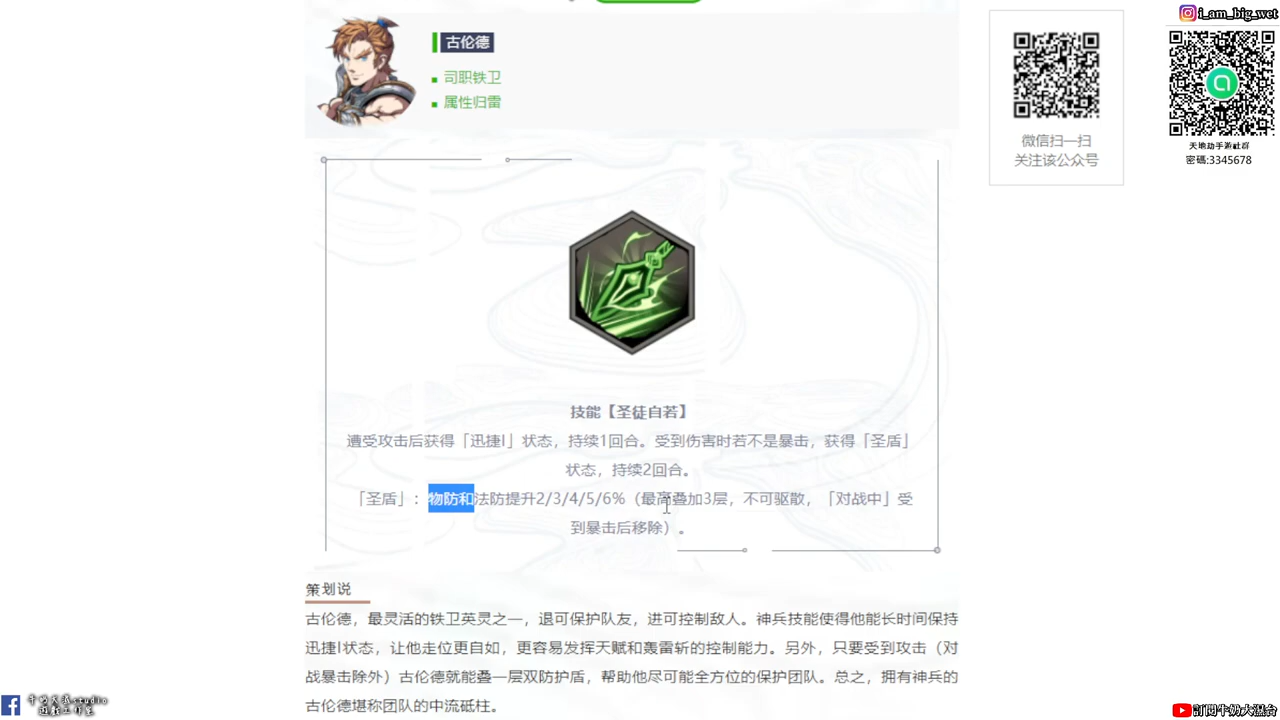 古伦德
司职铁卫
属性归雷
微信扫一扫
关注该公众号
i_am_big_wet
天地劫手游社群
密碼:3345678
技能【圣徒自若】
遭受攻击后获得「迅捷I」状态，持续1回合。受到伤害时若不是暴击，获得「圣盾」
状态，持续2回合。
「圣盾」：物防和法防提升2/3/4/5/6%（最高叠加3层，不可驱散，「对战中」受
到暴击后移除）。
策划说
古伦德，最灵活的铁卫英灵之一，退可保护队友，进可控制敌人。神兵技能使得他能长时间保持
迅捷I状态，让他走位更自如，更容易发挥天赋和轰雷斩的控制能力。另外，只要受到攻击（对
战暴击除外）古伦德就能叠一层双防护盾，帮助他尽可能全方位的保护团队。总之，拥有神兵的
古伦德堪称团队的中流砥柱。
訂閱牛奶大濕台